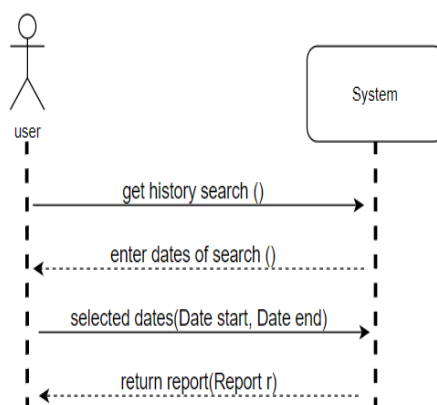 System
user
get history search ()
enter dates of search ()
selected dates(Date start, Date end)
return report(Report r)